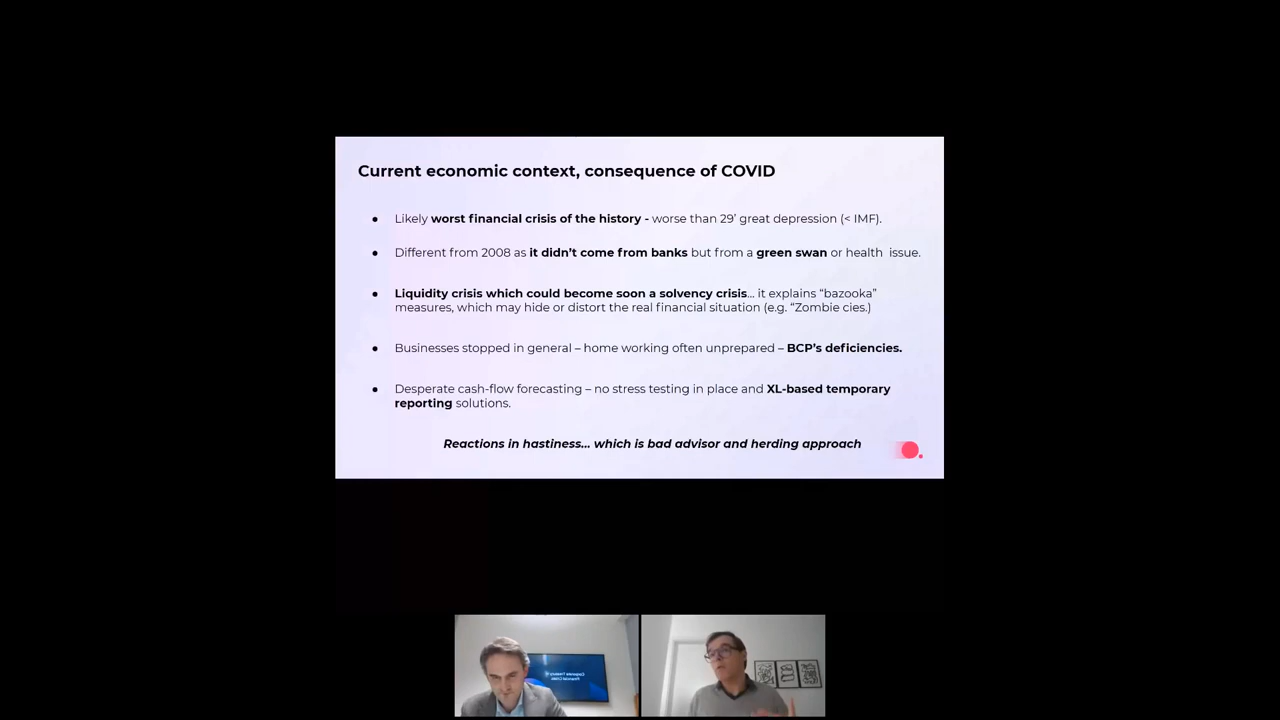 Current economic context, consequence of COVID
● Likely worst financial crisis of the history - worse than 29’ great depression (< IMF).
● Different from 2008 as it didn’t come from banks but from a green swan or health issue.
● Liquidity crisis which could become soon a solvency crisis... it explains “bazooka”
measures, which may hide or distort the real financial situation (e.g. “Zombie cies.)
● Businesses stopped in general – home working often unprepared – BCP’s deficiencies.
● Desperate cash-flow forecasting – no stress testing in place and XL-based temporary
reporting solutions.
Reactions in hastiness... which is bad advisor and herding approach
Corporate Treasury
Financial Crises